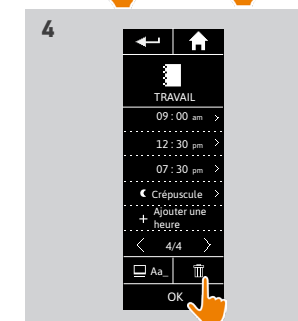 4
TRAVAIL
09 : 00 am >
12 : 30 pm >
07 : 30 pm >
Crépuscule >
+ Ajouter une
heure
< 4/4 >
Aa_
OK